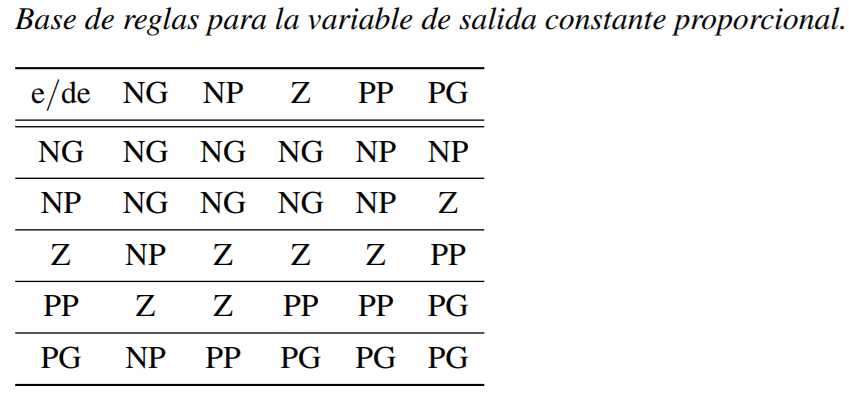 Base de reglas para la variable de salida constante proporcional.
e/de NG NP Z PP PG
NG NG NG NG NP NP
NP NG NG NG NP Z
Z NP Z Z Z PP
PP Z Z PP PP PG
PG NP PP PG PG PG